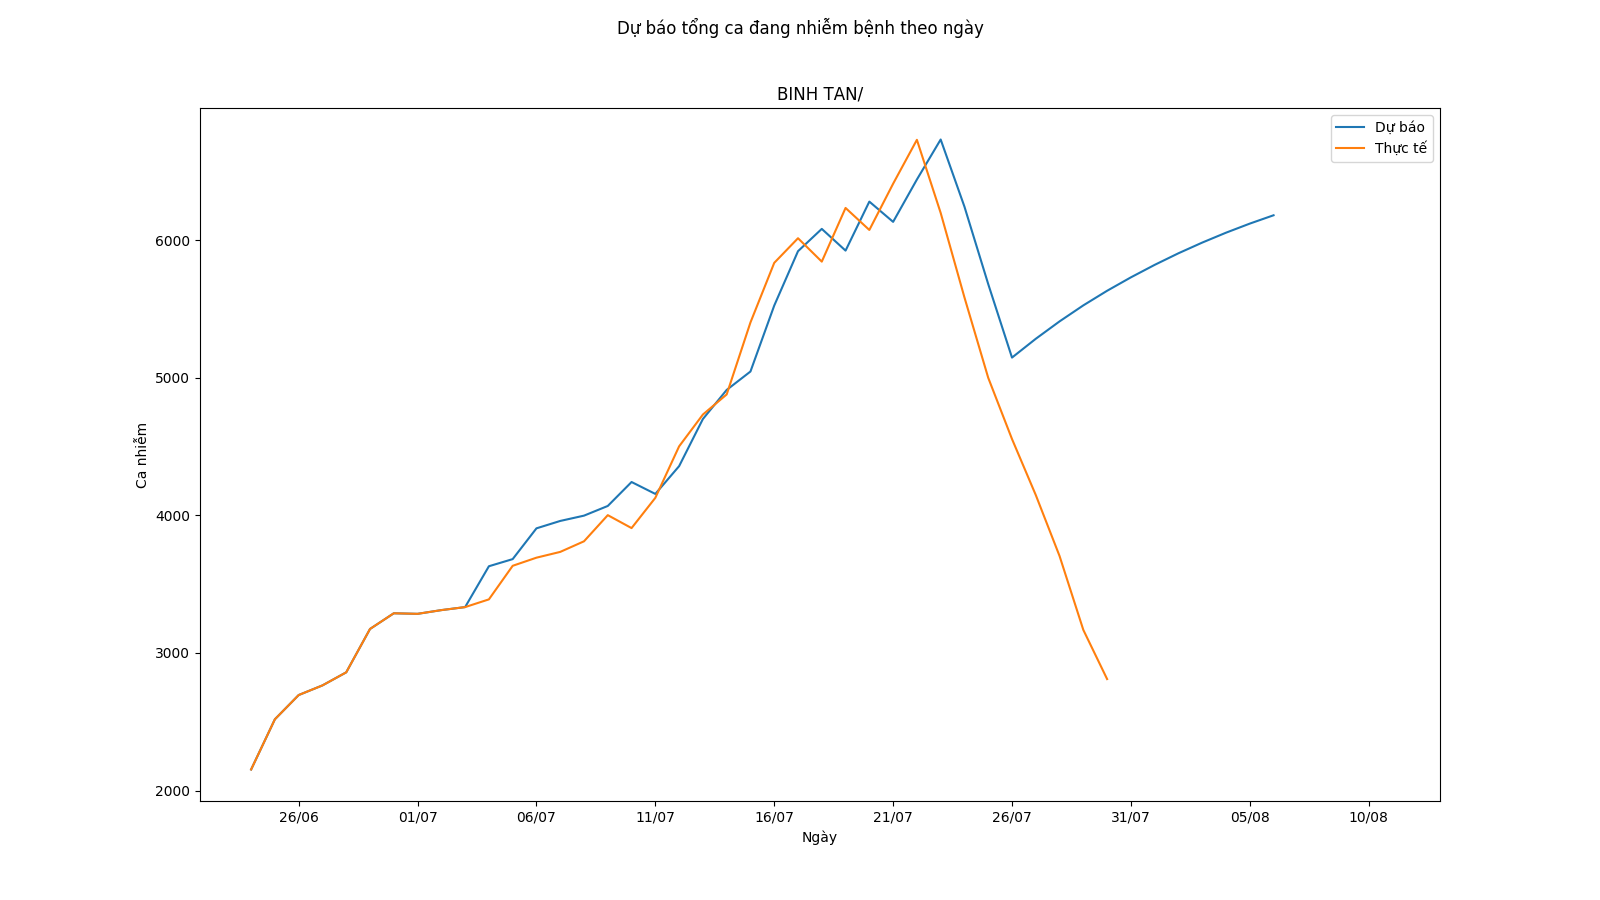 Dự báo tổng ca đang nhiễm bệnh theo ngày
BINH TAN/
Dự báo
Thực tế
Ca nhiễm
6000
5000
4000
3000
2000
26/06
01/07
06/07
11/07
16/07
21/07
26/07
31/07
05/08
10/08
Ngày